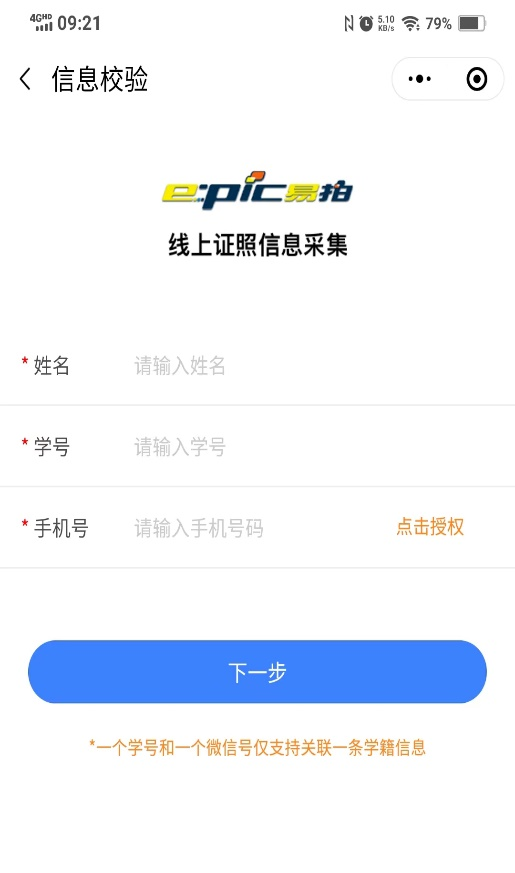 4GHD 09:21 5.10 KB/s 79%
信息校验
e:pic易拍
线上证照信息采集
* 姓名 请输入姓名
* 学号 请输入学号
* 手机号 请输入手机号码 点击授权
下一步
*一个学号和一个微信号仅支持关联一条学籍信息